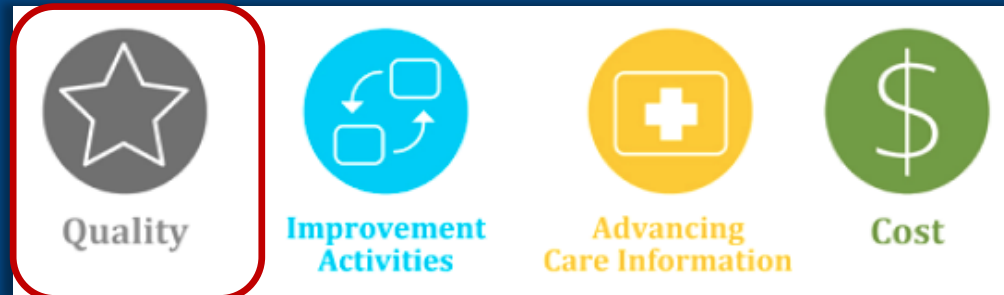 Quality
Improvement
Activities
Advancing
Care Information
Cost
$